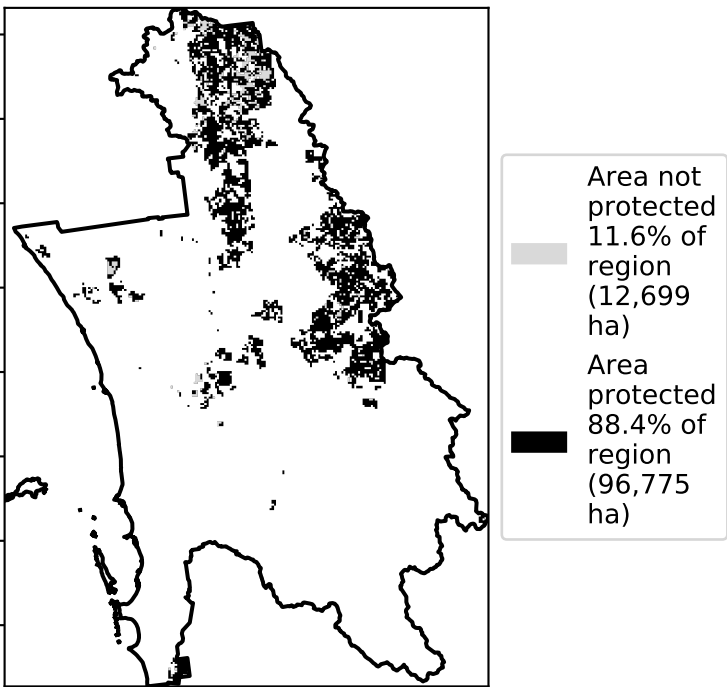 Area not
protected
11.6% of
region
(12,699
ha)
Area
protected
88.4% of
region
(96,775
ha)